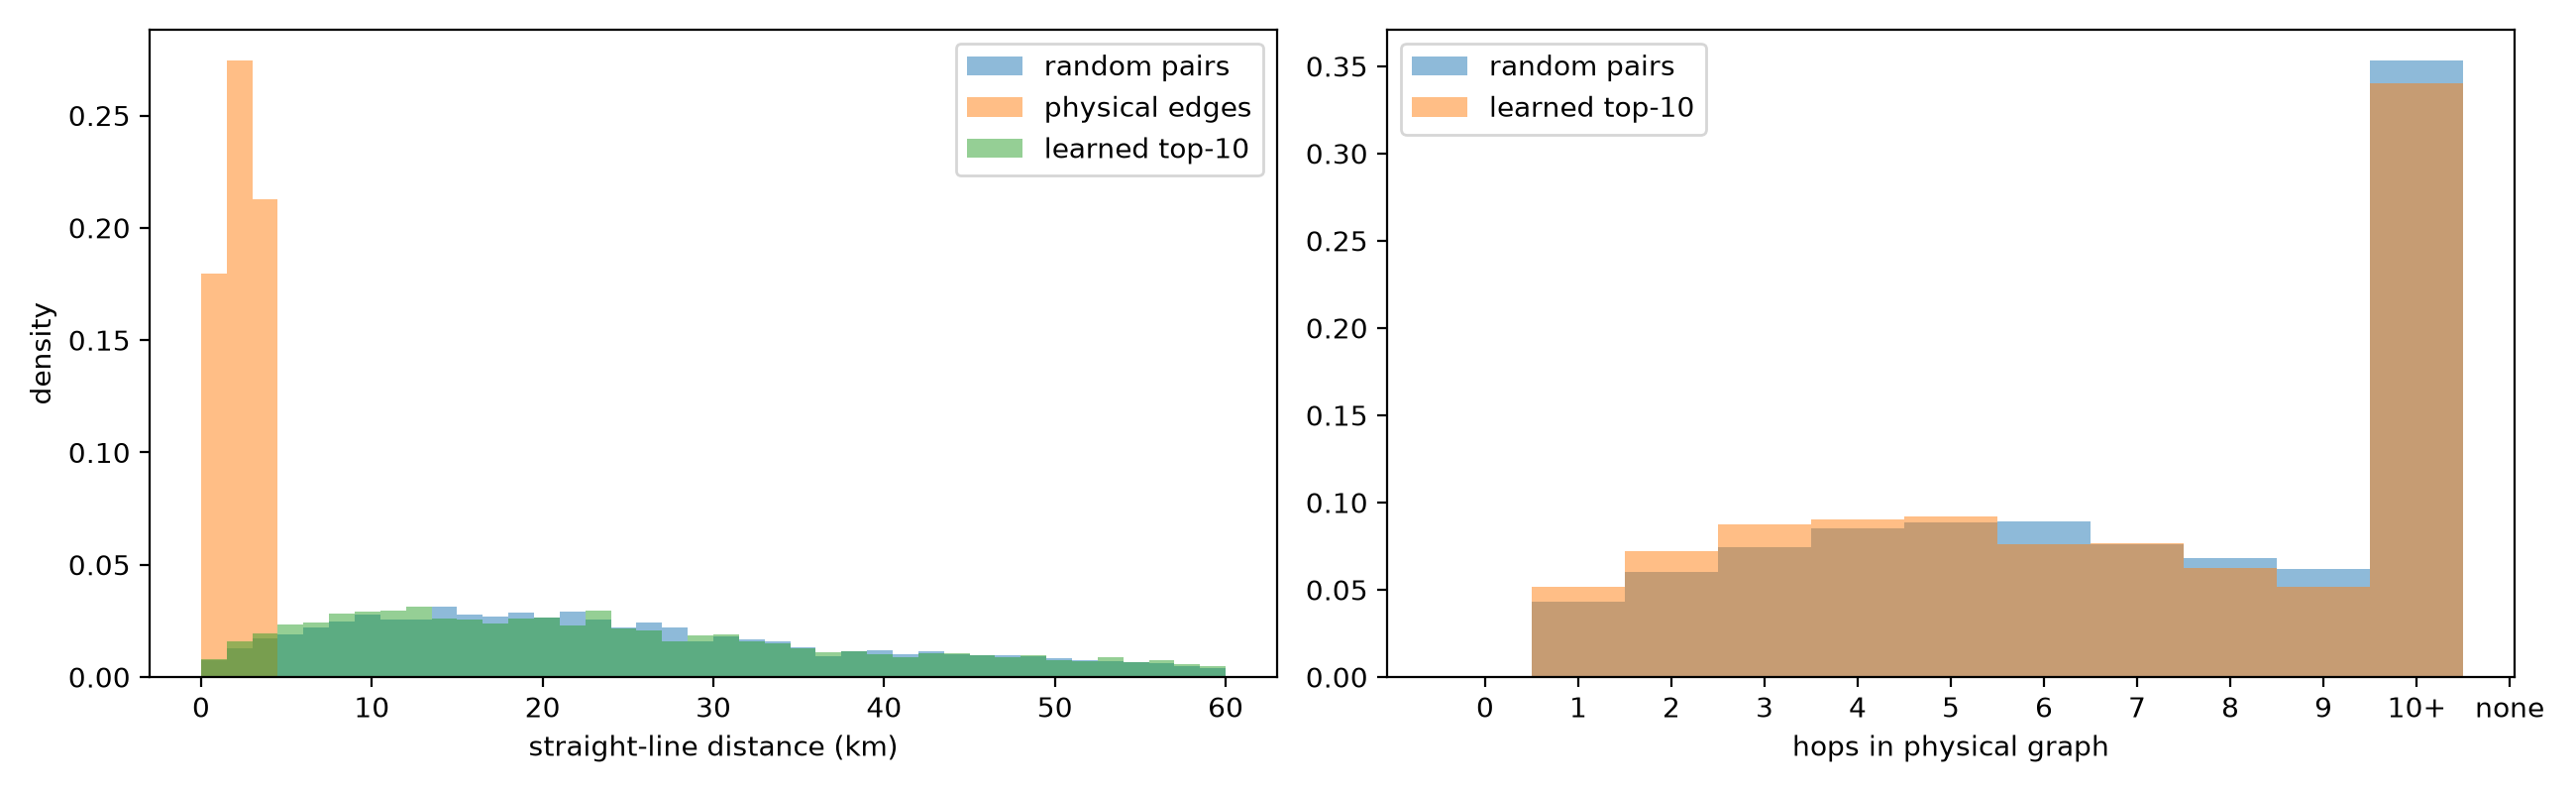 density
0.25
0.20
0.15
0.10
0.05
0.00
random pairs
physical edges
learned top-10
0 10 20 30 40 50 60
straight-line distance (km)
0.35
0.30
0.25
0.20
0.15
0.10
0.05
0.00
random pairs
learned top-10
0 1 2 3 4 5 6 7 8 9 10+ none
hops in physical graph